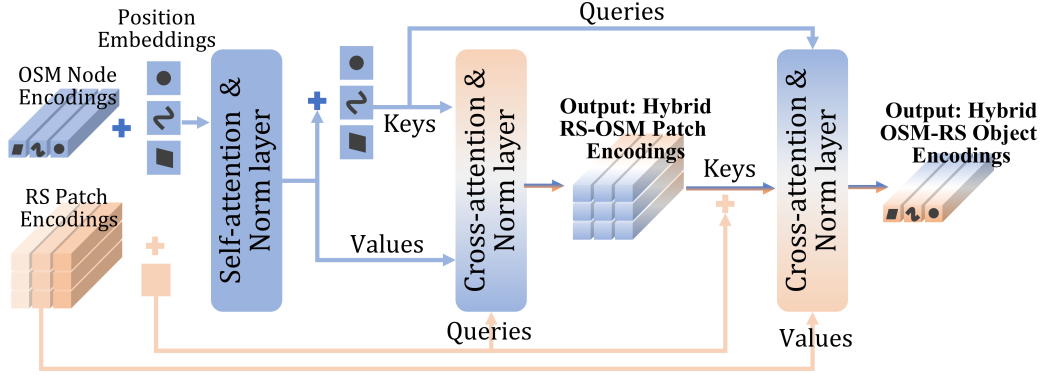 Position
Embeddings
OSM Node
Encodings
Self-attention &
Norm layer
RS Patch
Encodings
Queries
Keys
Values
Cross-attention &
Norm layer
Queries
Output: Hybrid
RS-OSM Patch
Encodings
Keys
Cross-attention &
Norm layer
Values
Output: Hybrid
OSM-RS Object
Encodings